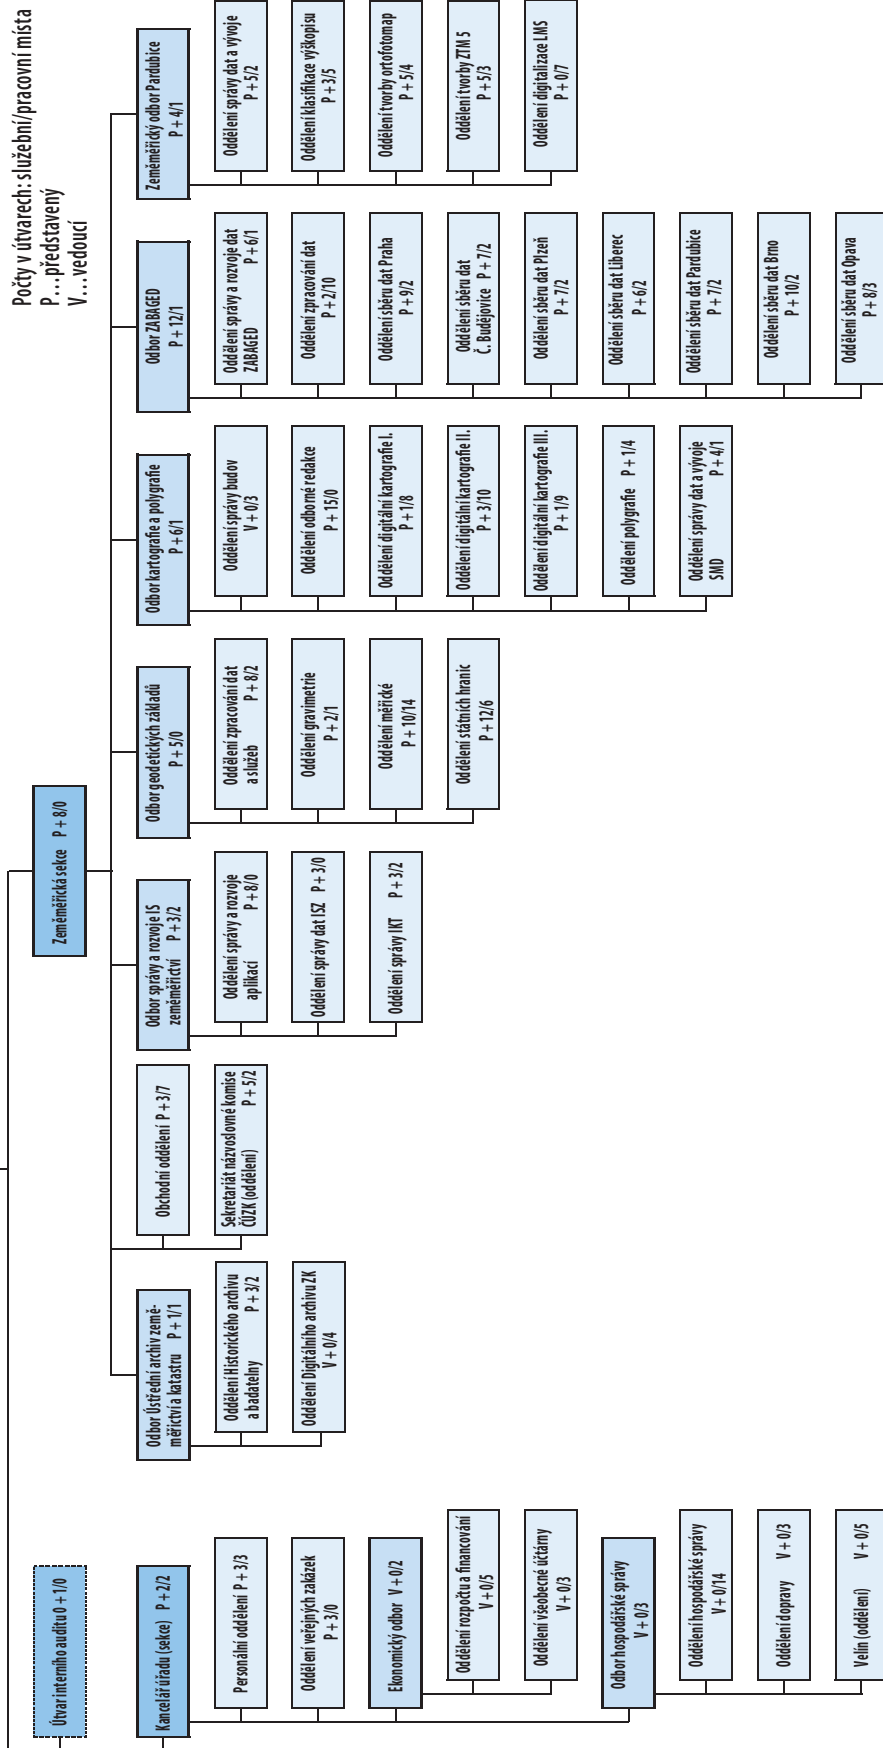 Počty v útvarech: služební/pracovní místa
P....představený
V....vedoucí
Útvar interního auditu 0 + 1/0
Zeměměřická sekce P + 8/0
Kancelář úřadu (sekce) P + 2/2
Personální oddělení P + 3/3
Oddělení veřejných zakázek
P + 3/0
Ekonomický odbor V + 0/2
Oddělení rozpočtu a financování
V + 0/5
Oddělení všeobecné účtárny
V + 0/3
Odbor hospodářské správy
V + 0/3
Oddělení hospodářské správy
V + 0/14
Oddělení dopravy V + 0/3
Velín (oddělení) V + 0/5
Odbor Ústřední archiv země-
měřictví a katastru P + 1/1
Oddělení Historického archivu
a badatelny P + 3/2
Oddělení Digitálního archivu ZK
V + 0/4
Obchodní oddělení P + 3/7
Sekretariát názvoslovné komise
ČÚZK (oddělení) P + 5/2
Odbor správy a rozvoje IS
zeměměřictví P + 3/2
Oddělení správy a rozvoje
aplikací P + 8/0
Oddělení správy dat ISZ P + 3/0
Oddělení správy IKT P + 3/2
Odbor geodetických základů
P + 5/0
Oddělení zpracování dat
a služeb P + 8/2
Oddělení gravimetrie
P + 2/1
Oddělení měřické
P + 10/14
Oddělení státních hranic
P + 12/6
Odbor kartografie a polygrafie
P + 6/1
Oddělení správy budov
V + 0/3
Oddělení odborné redakce
P + 15/0
Oddělení digitální kartografie I.
P + 1/8
Oddělení digitální kartografie II.
P + 3/10
Oddělení digitální kartografie III.
P + 1/9
Oddělení polygrafie P + 1/4
Oddělení správy dat a vývoje
SMD P + 4/1
Odbor ZABAGED
P + 12/1
Oddělení správy a rozvoje dat
ZABAGED P + 6/1
Oddělení zpracování dat
P + 2/10
Oddělení sběru dat Praha
P + 9/2
Oddělení sběru dat
Č. Budějovice P + 7/2
Oddělení sběru dat Plzeň
P + 7/2
Oddělení sběru dat Liberec
P + 6/2
Oddělení sběru dat Pardubice
P + 7/2
Oddělení sběru dat Brno
P + 10/2
Oddělení sběru dat Opava
P + 8/3
Zeměměřický odbor Pardubice
P + 4/1
Oddělení správy dat a vývoje
P + 5/2
Oddělení klasifikace výškopisu
P + 3/5
Oddělení tvorby ortofotomap
P + 5/4
Oddělení tvorby ZTM 5
P + 5/3
Oddělení digitalizace LMS
P + 0/7